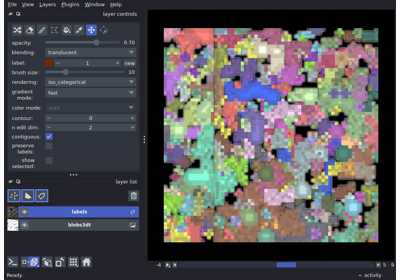 File View Layers Plugins Window Help
layer controls
opacity: 0.70
blending: translucent
label: 1 new
brush size: 10
rendering: iso_categorical
gradient mode: fast
color mode: auto
contour: 0
n edit dim: 2
contiguous:
preserve labels:
show selected:
layer list
labels
blobs3dt
Ready
activity